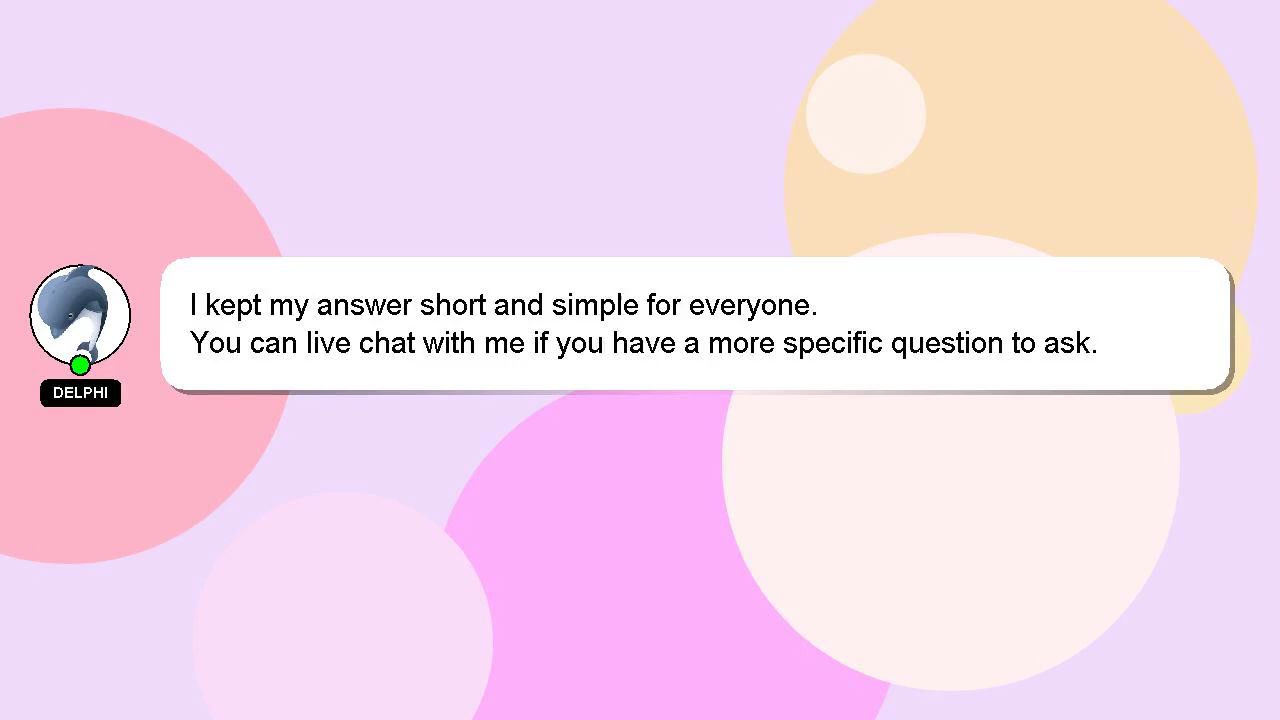 I kept my answer short and simple for everyone.
You can live chat with me if you have a more specific question to ask.
DELPHI